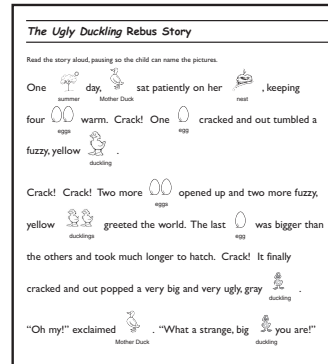 The Ugly Duckling Rebus Story
Read the story aloud, pausing so the child can name the pictures.
One day, sat patiently on her , keeping
summer Mother Duck nest
four warm. Crack! One cracked and out tumbled a
eggs egg
fuzzy, yellow .
duckling
Crack! Crack! Two more opened up and two more fuzzy,
eggs
yellow greeted the world. The last was bigger than
ducklings egg
the others and took much longer to hatch. Crack! It finally
cracked and out popped a very big and very ugly, gray .
duckling
"Oh my!" exclaimed . "What a strange, big you are!"
Mother Duck duckling